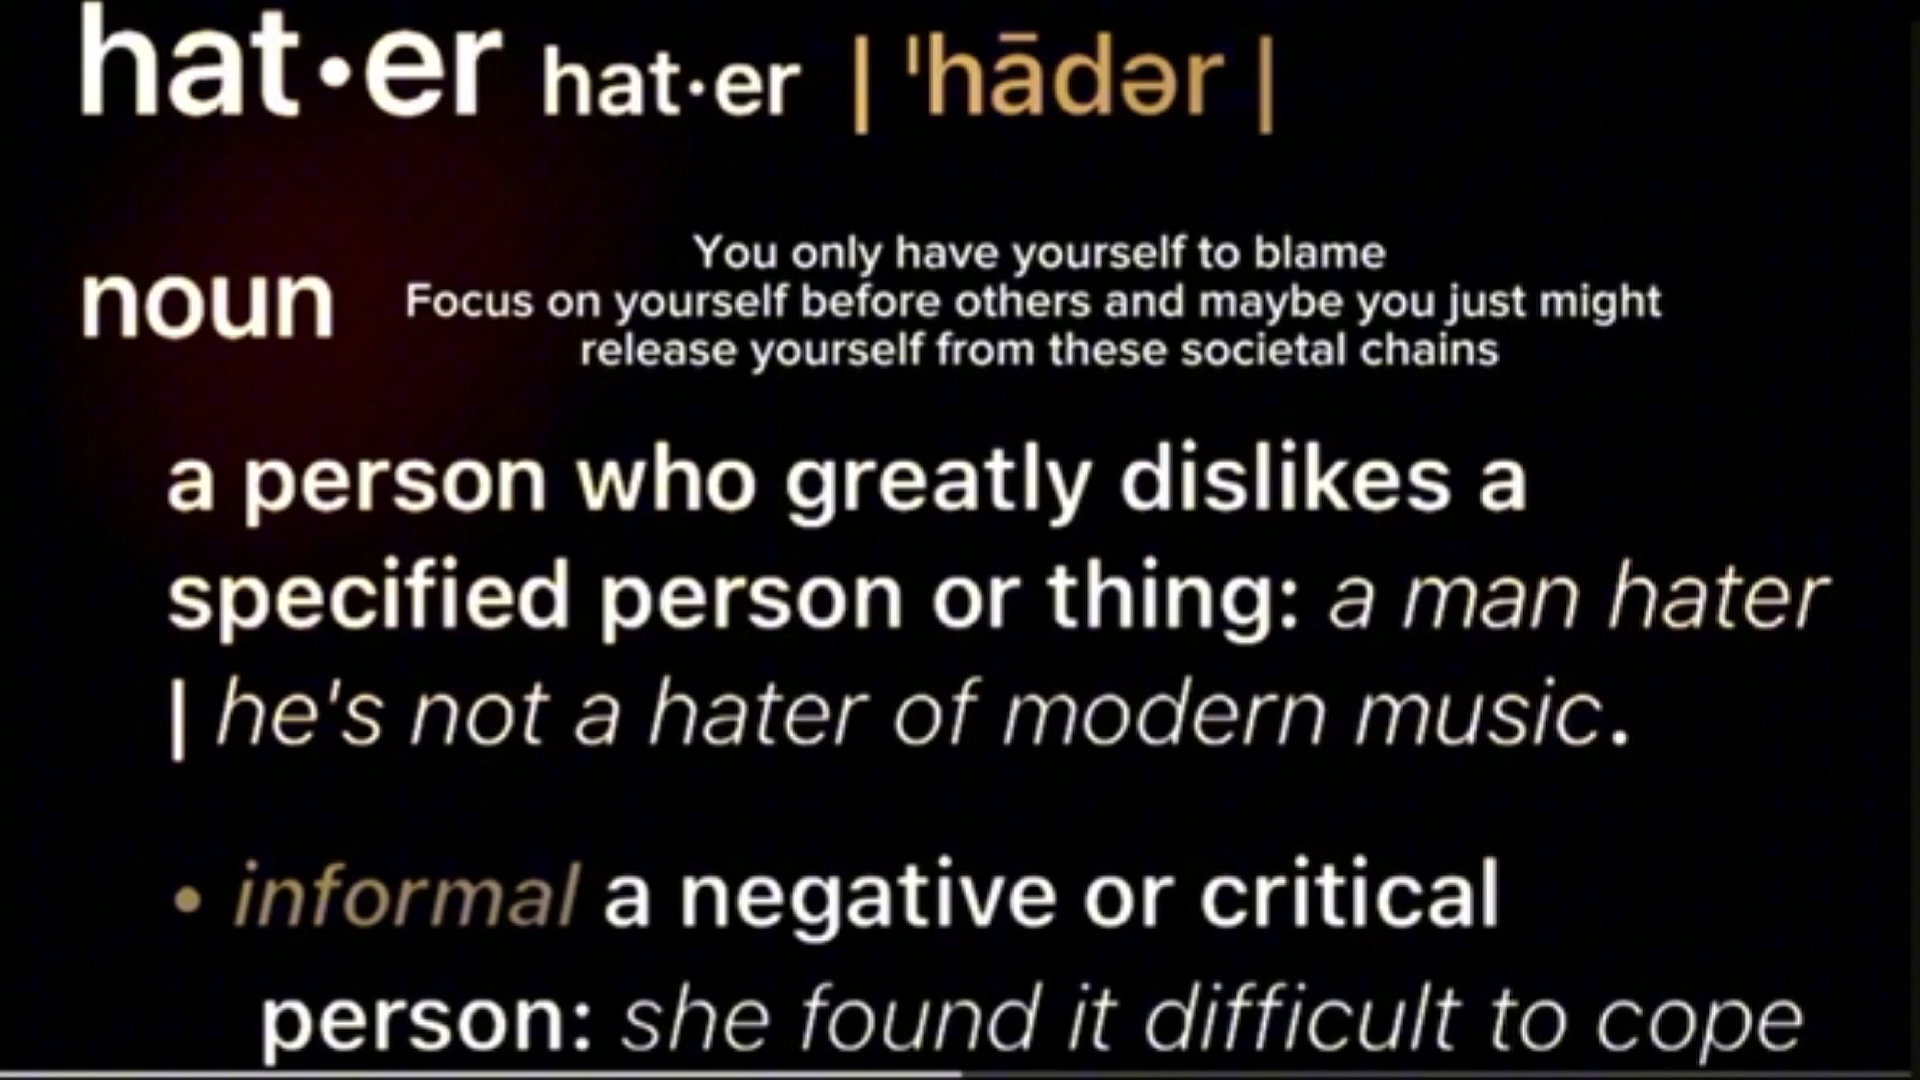 hat•er hat•er | ˈhādər |
You only have yourself to blame
noun Focus on yourself before others and maybe you just might
release yourself from these societal chains
a person who greatly dislikes a
specified person or thing: a man hater
| he's not a hater of modern music.
• informal a negative or critical
person: she found it difficult to cope